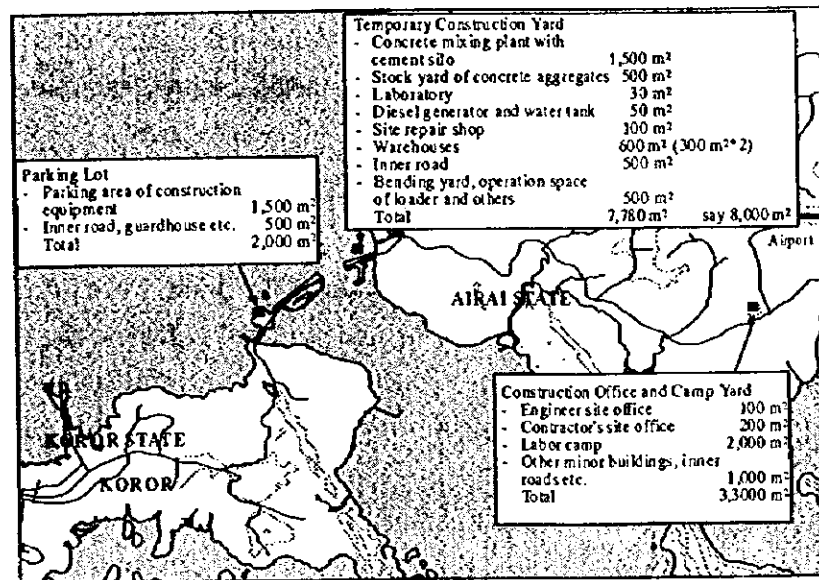 Temporary Construction Yard
- Concrete mixing plant with
cement silo 1,500 m²
- Stock yard of concrete aggregates 500 m²
- Laboratory 30 m²
- Diesel generator and water tank 50 m²
- Site repair shop 100 m²
- Warehouses 600 m² (300 m²*2)
- Inner road 500 m²
- Bending yard, operation space
of loader and others 500 m²
Total 7,780 m² say 8,000 m²
Parking Lot
- Parking area of construction
equipment 1,500 m²
- Inner road, guardhouse etc. 500 m²
Total 2,000 m²
Airport
AIRAI STATE
Construction Office and Camp Yard
- Engineer site office 100 m²
- Contractor's site office 200 m²
- Labor camp 2,000 m²
- Other minor buildings, inner
roads etc. 1,000 m²
Total 3,3000 m²
KOROR STATE
KOROR